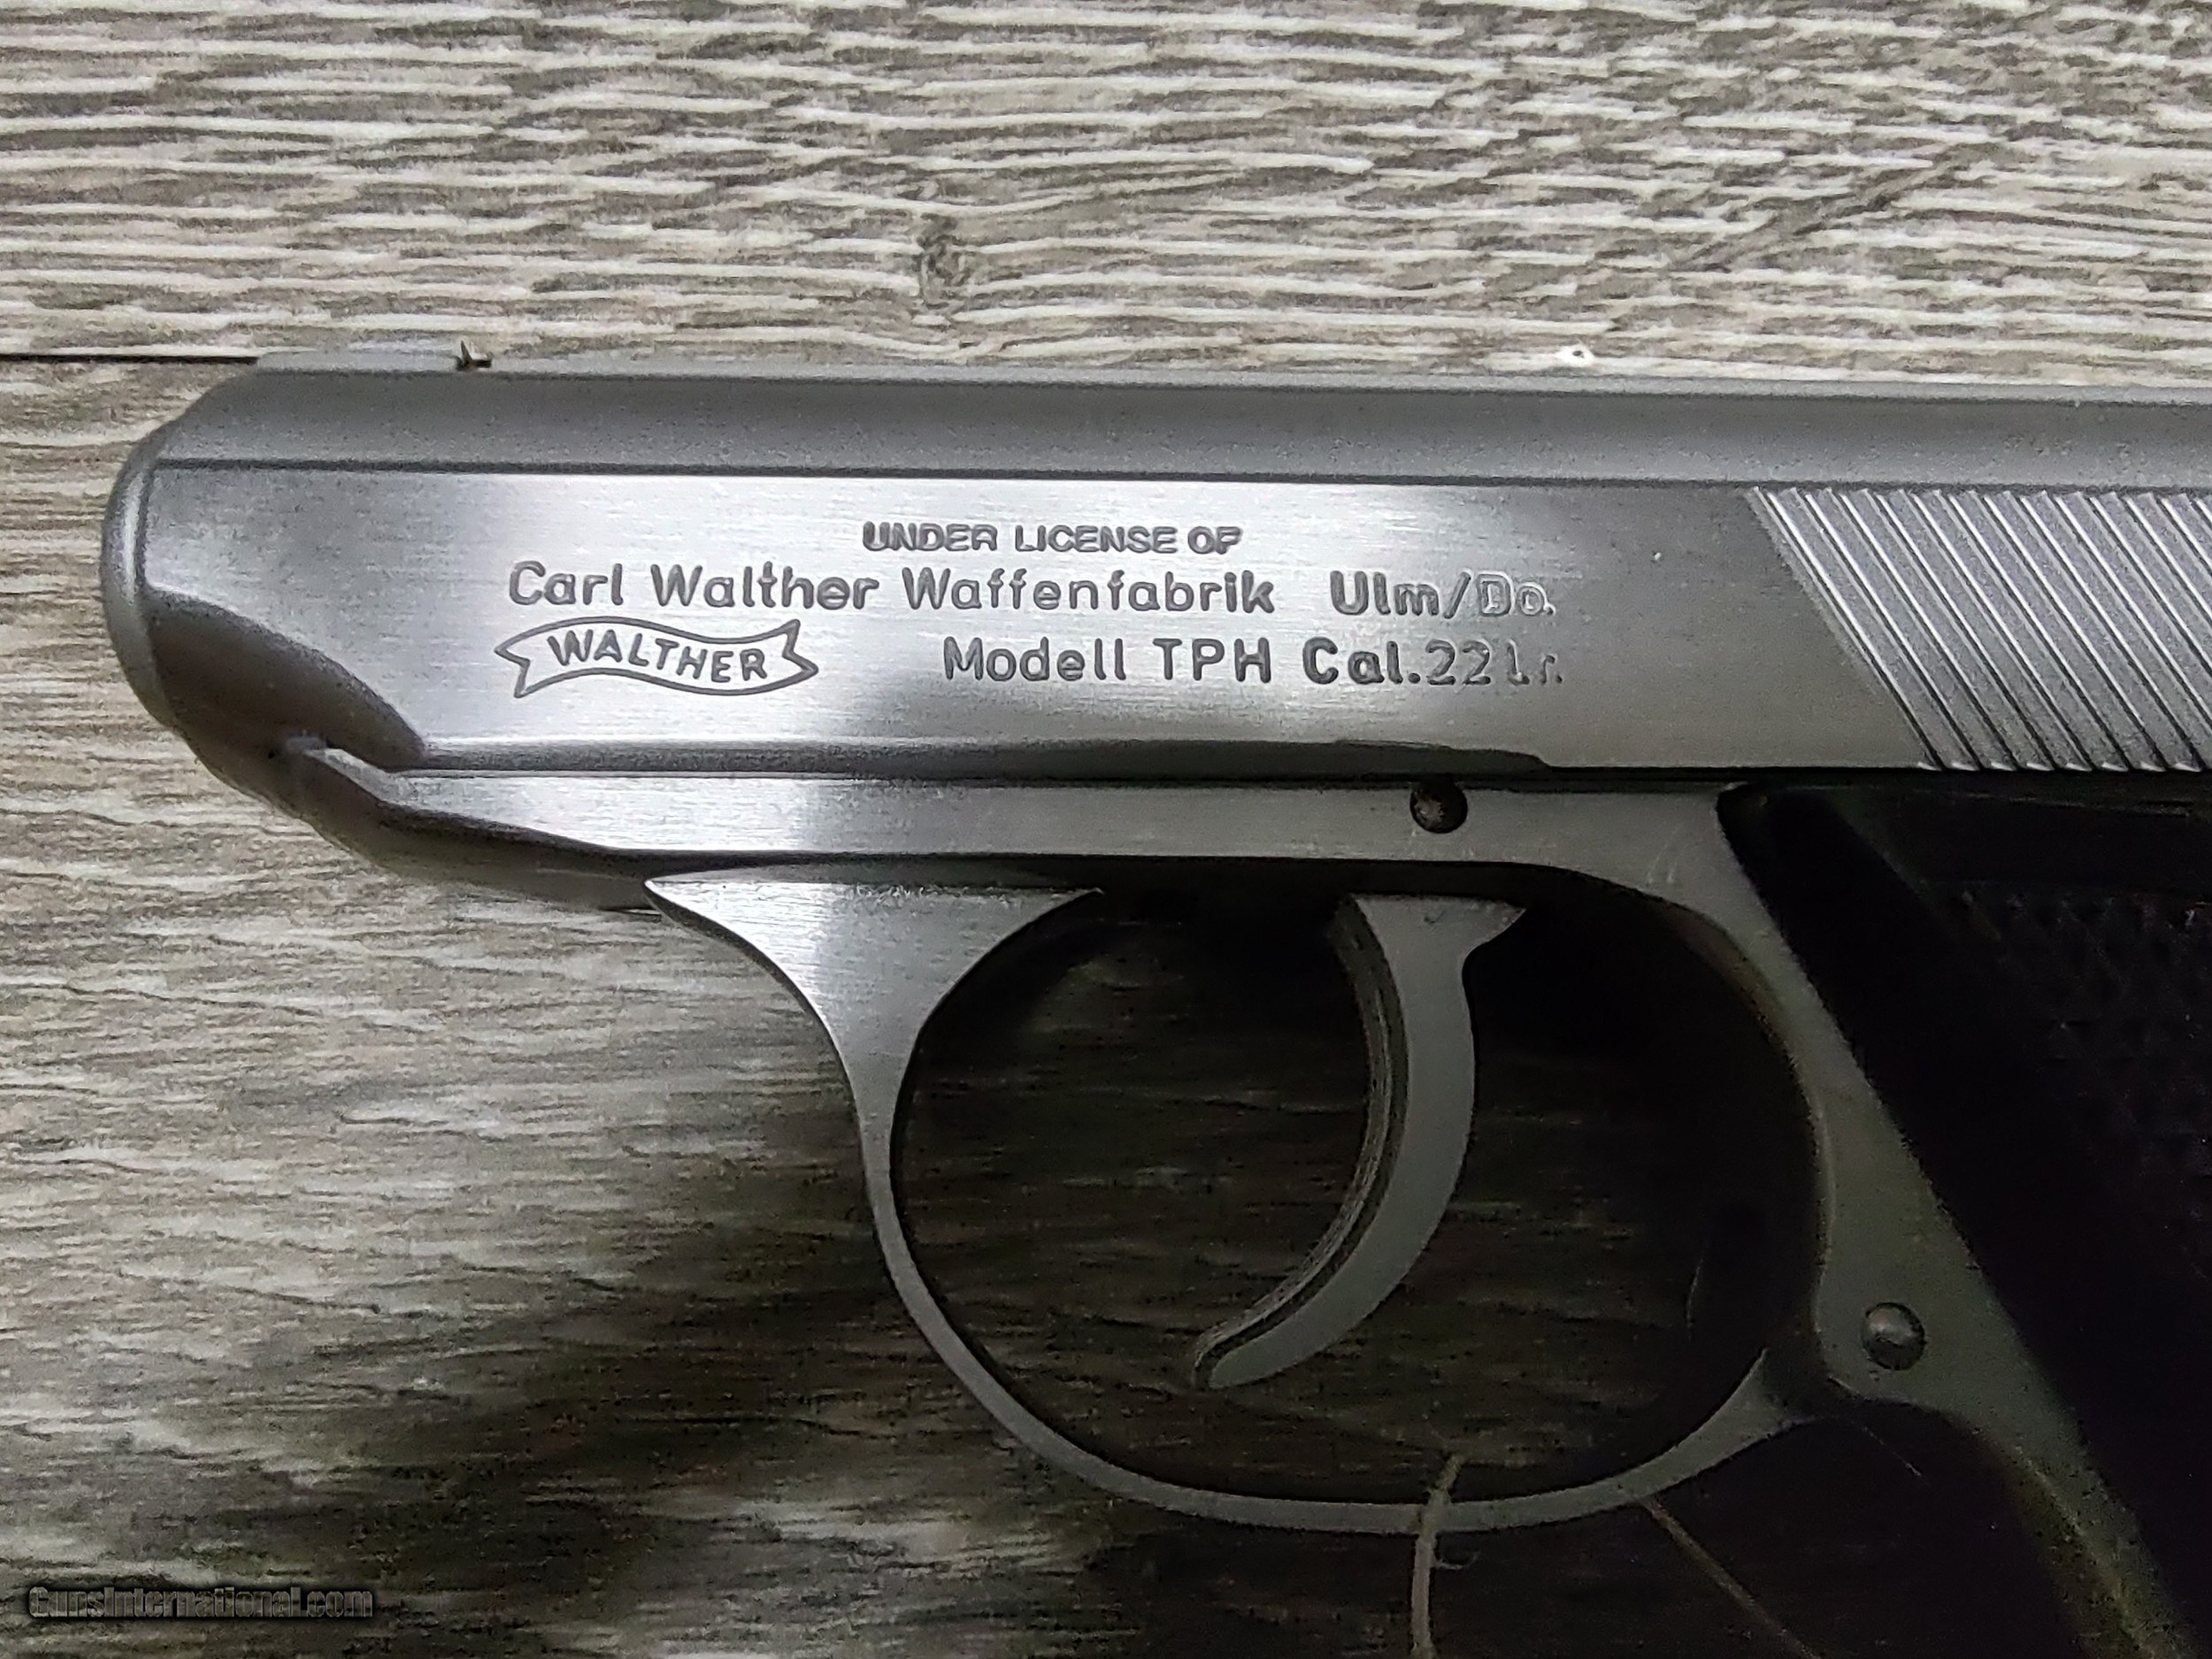 UNDER LICENSE OF
Carl Walther Waffenfabrik Ulm/Do.
WALTHER
Modell TPH Cal.22 l.r.
GunsInternational.com